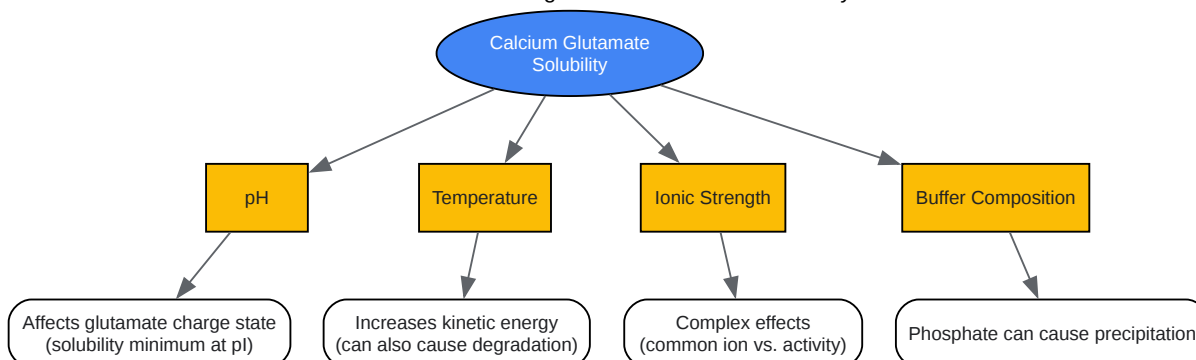 Calcium Glutamate
Solubility
pH
Temperature
Ionic Strength
Buffer Composition
Affects glutamate charge state
(solubility minimum at pI)
Increases kinetic energy
(can also cause degradation)
Complex effects
(common ion vs. activity)
Phosphate can cause precipitation